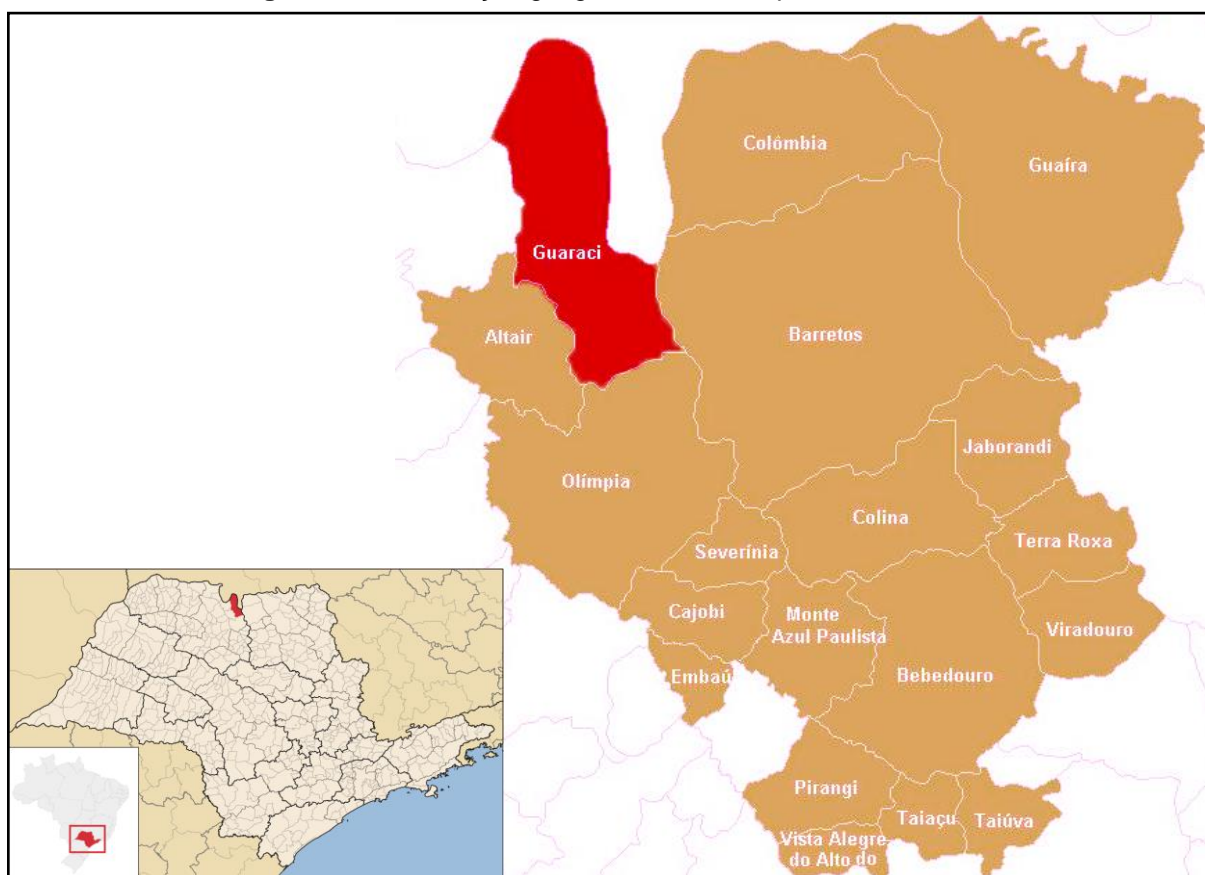 Colômbia
Guaíra
Guaraci
Altair
Barretos
Jaborandi
Olímpia
Colina
Severínia
Terra Roxa
Cajobi
Monte
Azul Paulista
Viradouro
Embaú
Bebedouro
Pirangi
Taiaçu
Taiúva
Vista Alegre
do Alto do